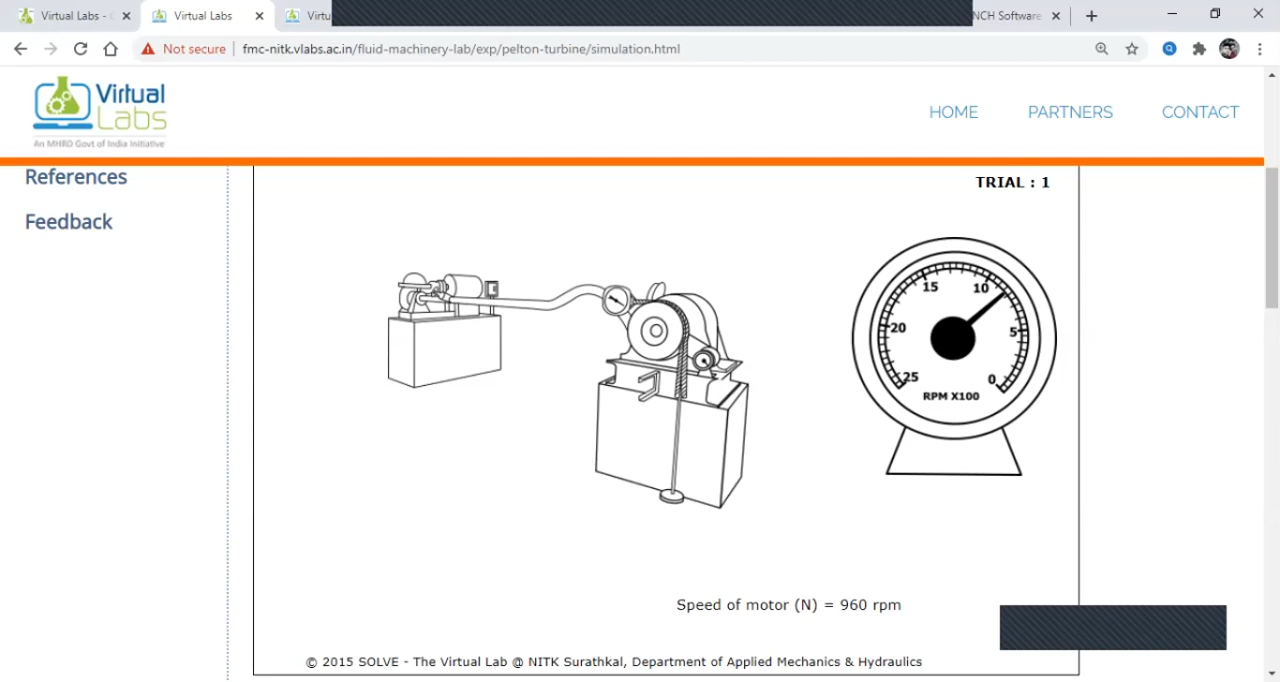 Virtual Labs -
Virtual Labs
Virtu
NCH Software
Not secure
fmc-nitk.vlabs.ac.in/fluid-machinery-lab/exp/pelton-turbine/simulation.html
Virtual
Labs
An MHRD Govt of India Initiative
HOME
PARTNERS
CONTACT
References
Feedback
TRIAL : 1
15
10
20
5
25
0
RPM X100
Speed of motor (N) = 960 rpm
© 2015 SOLVE - The Virtual Lab @ NITK Surathkal, Department of Applied Mechanics & Hydraulics